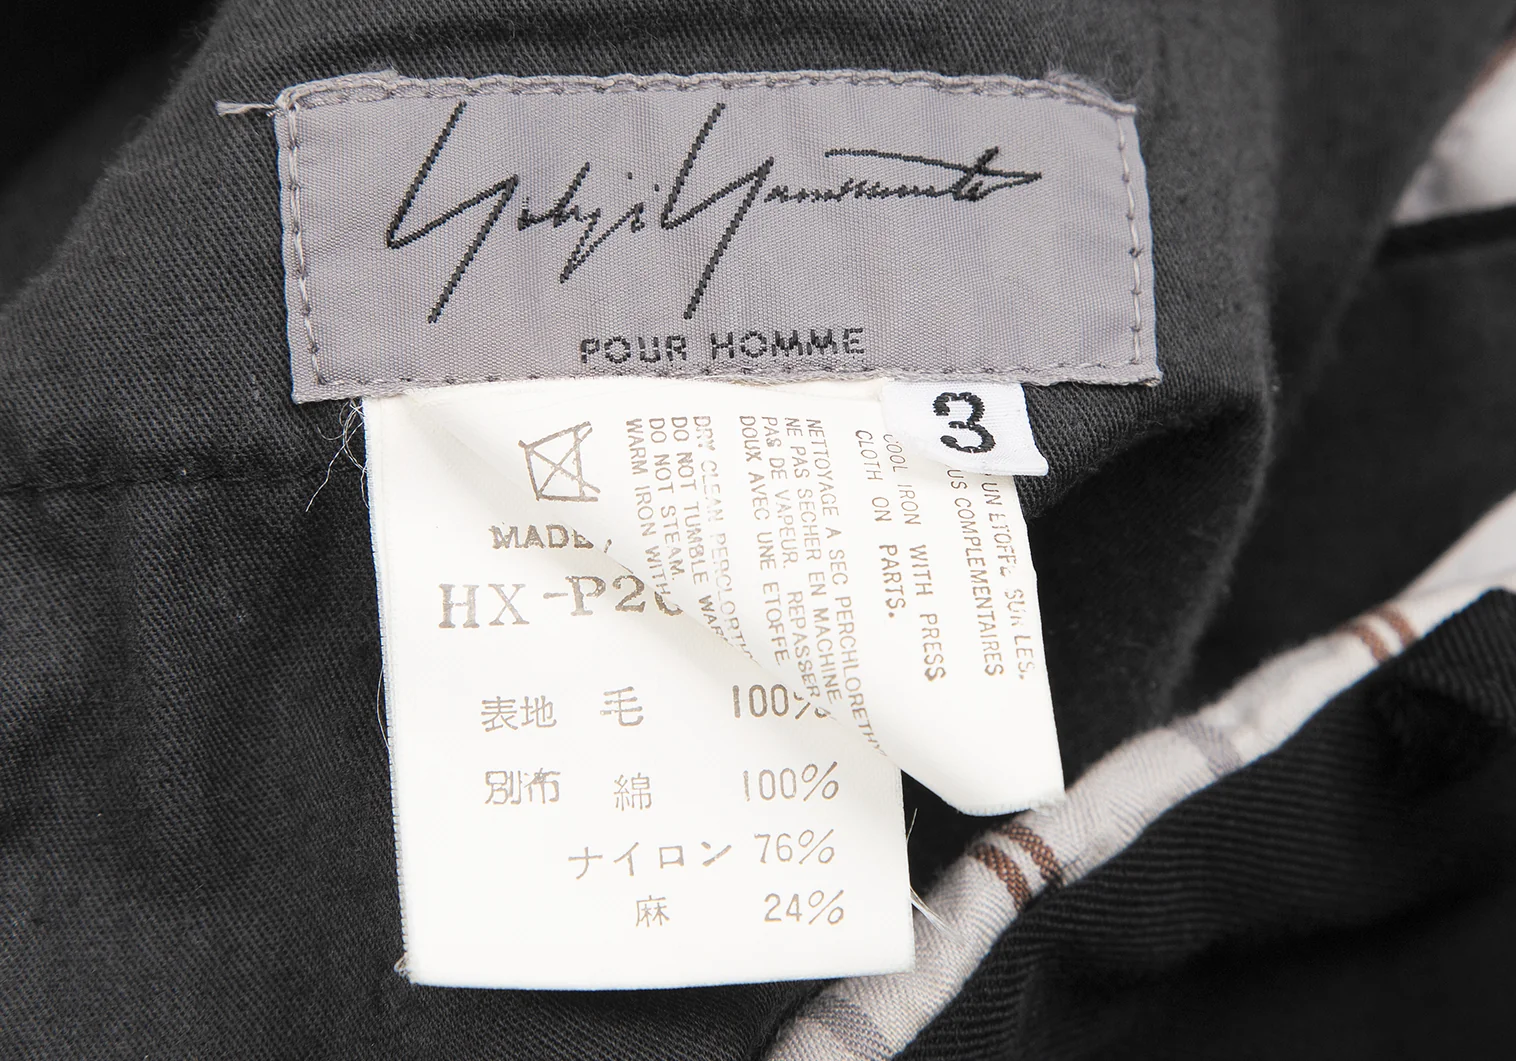 Yohji Yamamoto
POUR HOMME
3
MADE
HX-P2
表地 毛 100%
別布 綿 100%
ナイロン 76%
麻 24%
DRY CLEAN PERCLORTH
DO NOT TUMBLE WAR
DO NOT STEAM.
WARM IRON WITH
NETTOYAGE A SEC PERCHLORETHY
NE PAS SECHER EN MACHINE
PAS DE VAPEUR. REPASSER
DOUX AVEC UNE ETOFFE
COOL IRON WITH PRESS
CLOTH ON PARTS.
UN ETOFFE SUR LES.
US COMPLEMENTAIRES